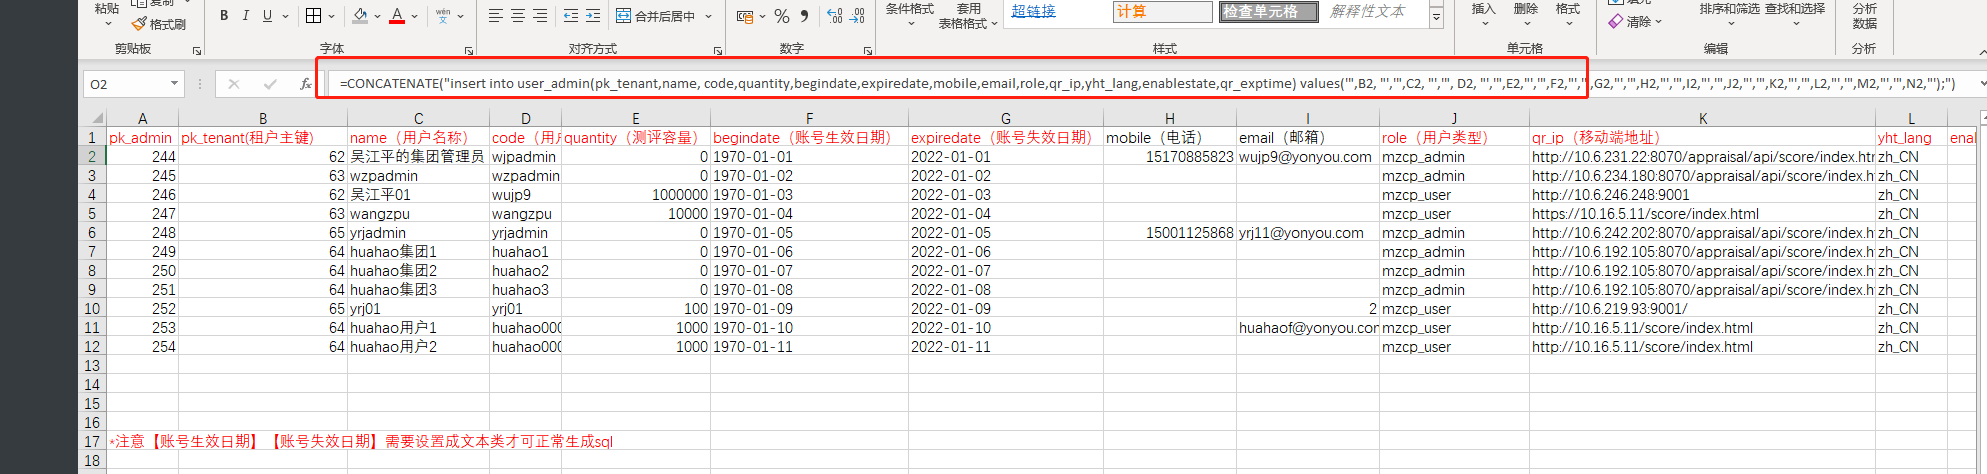 粘贴 复制 B I U A wén 文 合并后居中 % , 条件格式 套用 超链接 计算 检查单元格 解释性文本 插入 删除 格式 填充 排序和筛选 查找和选择 分析
格式刷 表格格式 清除 数据
剪贴板 字体 对齐方式 数字 样式 单元格 编辑 分析
O2 fx =CONCATENATE("insert into user_admin(pk_tenant,name, code,quantity,begindate,expiredate,mobile,email,role,qr_ip,yht_lang,enablestate,qr_exptime) values('",B2, "','",C2, "','", D2, "','",E2,"','",F2,"','",G2,"','",H2,"','",I2,"','",J2,"','",K2,"','",L2,"','",M2,"','",N2,"');")
A B C D E F G H I J K L
1 pk_admin pk_tenant(租户主键) name（用户名称） code（用户 quantity（测评容量） begindate（账号生效日期） expiredate（账号失效日期） mobile（电话） email（邮箱） role（用户类型） qr_ip（移动端地址） yht_lang enab
2 244 62 吴江平的集团管理员 wjpadmin 0 1970-01-01 2022-01-01 15170885823 wujp9@yonyou.com mzcp_admin http://10.6.231.22:8070/appraisal/api/score/index.htm zh_CN
3 245 63 wzpadmin wzpadmin 0 1970-01-02 2022-01-02 mzcp_admin http://10.6.234.180:8070/appraisal/api/score/index.h zh_CN
4 246 62 吴江平01 wujp9 1000000 1970-01-03 2022-01-03 mzcp_user http://10.6.246.248:9001 zh_CN
5 247 63 wangzpu wangzpu 10000 1970-01-04 2022-01-04 mzcp_user https://10.16.5.11/score/index.html zh_CN
6 248 65 yrjadmin yrjadmin 0 1970-01-05 2022-01-05 15001125868 yrj11@yonyou.com mzcp_admin http://10.6.242.202:8070/appraisal/api/score/index.h zh_CN
7 249 64 huahao集团1 huahao1 0 1970-01-06 2022-01-06 mzcp_admin http://10.6.192.105:8070/appraisal/api/score/index.h zh_CN
8 250 64 huahao集团2 huahao2 0 1970-01-07 2022-01-07 mzcp_admin http://10.6.192.105:8070/appraisal/api/score/index.h zh_CN
9 251 64 huahao集团3 huahao3 0 1970-01-08 2022-01-08 mzcp_admin http://10.6.192.105:8070/appraisal/api/score/index.h zh_CN
10 252 65 yrj01 yrj01 100 1970-01-09 2022-01-09 2 mzcp_user http://10.6.219.93:9001/ zh_CN
11 253 64 huahao用户1 huahao000 1000 1970-01-10 2022-01-10 huahaof@yonyou.con mzcp_user http://10.16.5.11/score/index.html zh_CN
12 254 64 huahao用户2 huahao000 1000 1970-01-11 2022-01-11 mzcp_user http://10.16.5.11/score/index.html zh_CN
13
14
15
16
17 *注意【账号生效日期】【账号失效日期】需要设置成文本类才可正常生成sql
18